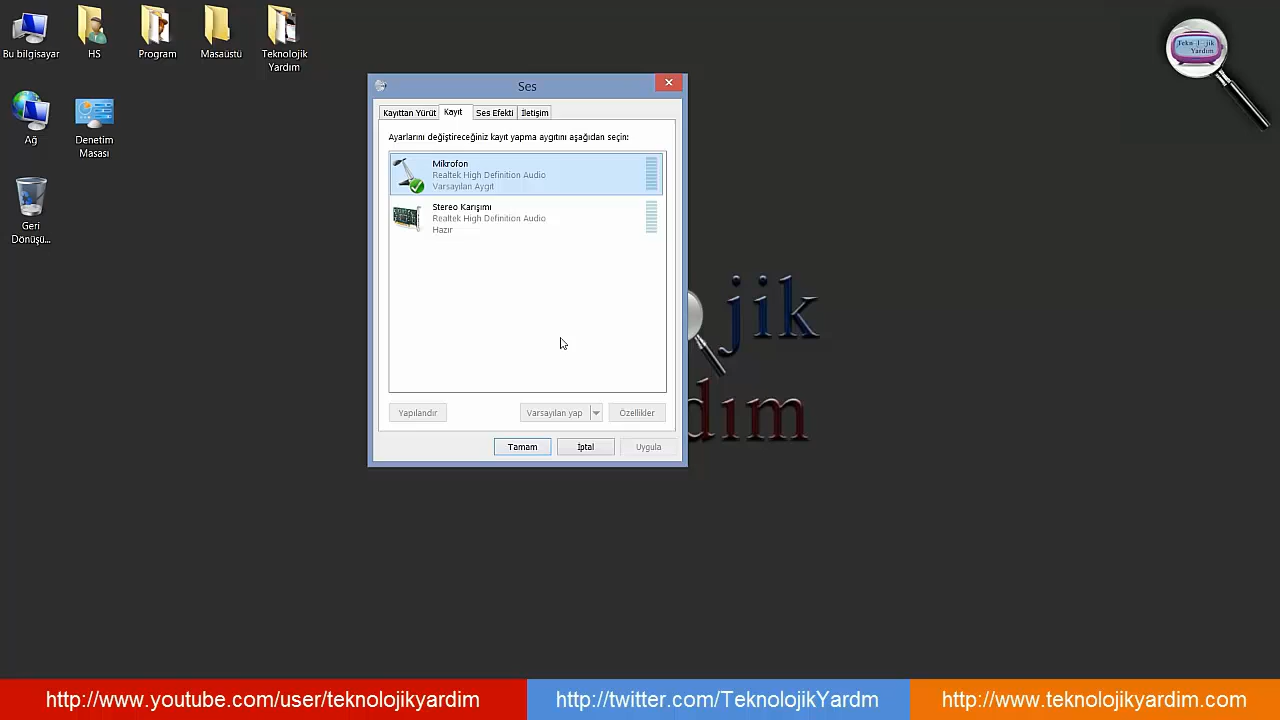 Bu bilgisayar
HS
Program
Masaüstü
Teknolojik
Yardım
Ağ
Denetim
Masası
Geri
Dönüşü...
Ses
Kayıttan Yürüt
Kayıt
Ses Efekti
İletişim
Ayarlarını değiştireceğiniz kayıt yapma aygıtını aşağıdan seçin:
Mikrofon
Realtek High Definition Audio
Varsayılan Aygıt
Stereo Karışımı
Realtek High Definition Audio
Hazır
Yapılandır
Varsayılan yap
Özellikler
Tamam
İptal
Uygula
jik
dım
Yardım
http://www.youtube.com/user/teknolojikyardim
http://twitter.com/TeknolojikYardm
http://www.teknolojikyardim.com